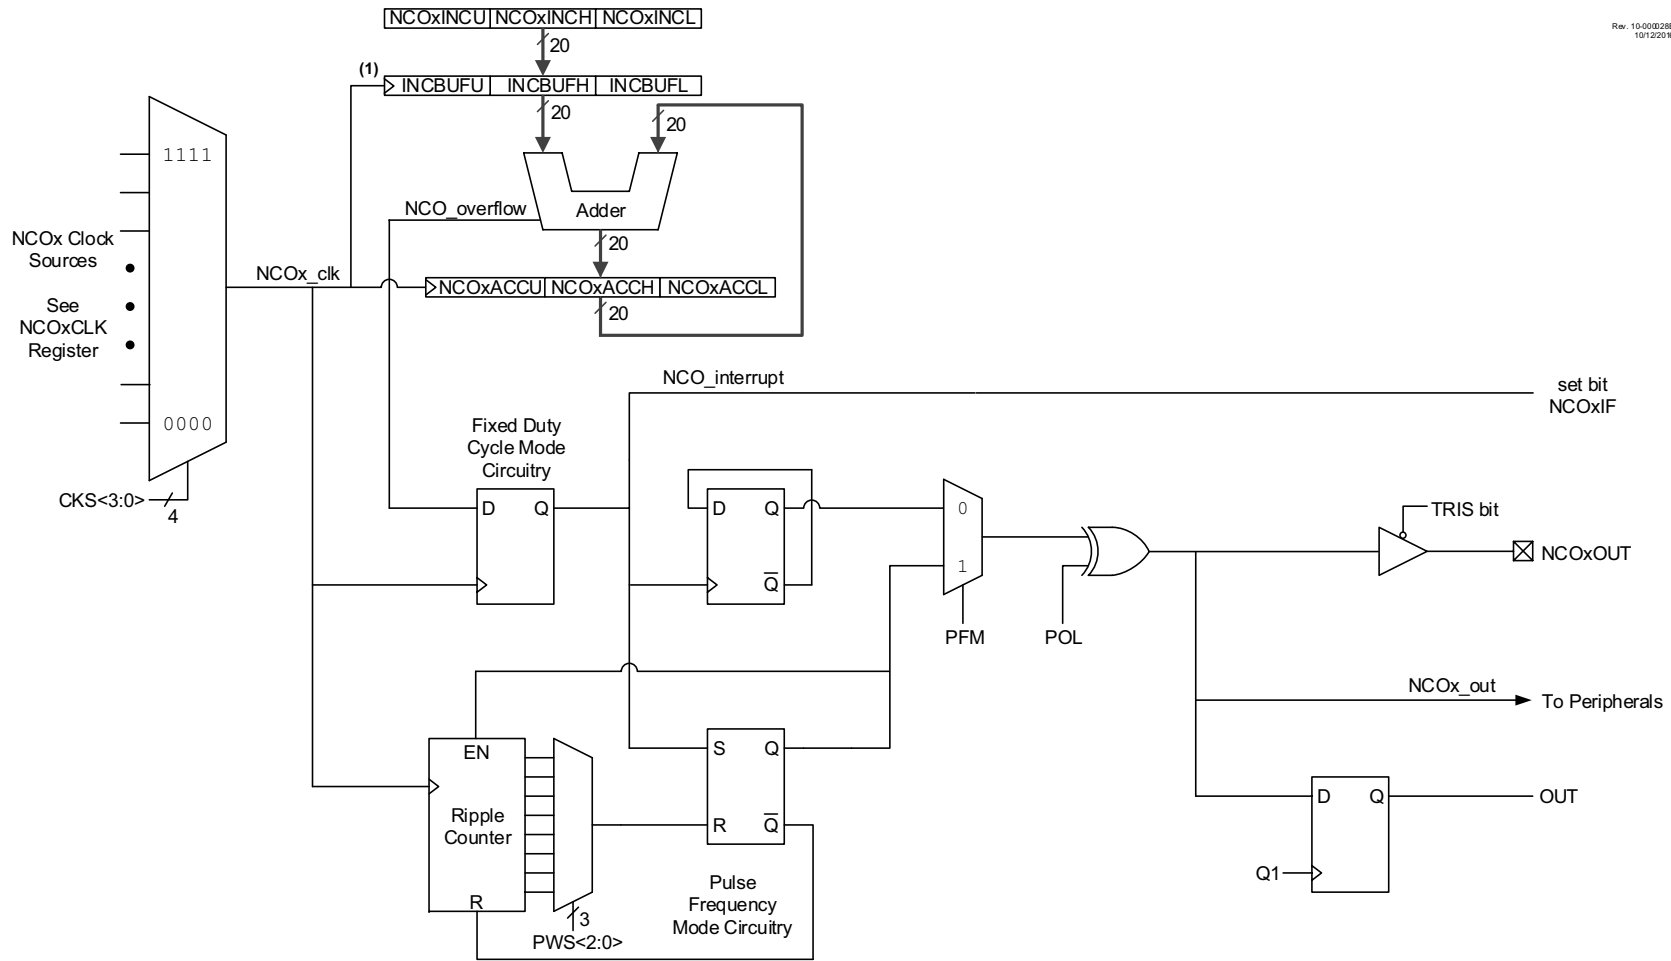 NCOxINCU NCOxINCH NCOxINCL
20
Rev. 10-000028
10/12/201
(1)
INCBUFU INCBUFH INCBUFL
20
20
1111
Adder
NCO_overflow
20
NCOx Clock
Sources
See
NCOxCLK
Register
NCOx_clk
NCOxACCU NCOxACCH NCOxACCL
20
0000
CKS<3:0>
4
NCO_interrupt
set bit
NCOxIF
Fixed Duty
Cycle Mode
Circuitry
D Q
D Q
Q
0
1
PFM
POL
TRIS bit
NCOxOUT
NCOx_out
To Peripherals
EN
Ripple
Counter
R
3
PWS<2:0>
S Q
R Q
Pulse
Frequency
Mode Circuitry
D Q
OUT
Q1